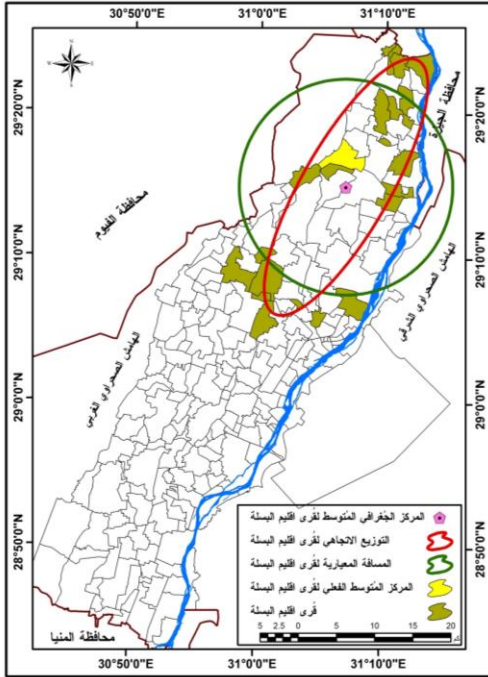 30°50'0"E 31°0'0"E 31°10'0"E
29°20'0"N
29°20'0"N
محافظة الجيزة
محافظة الفيوم
29°10'0"N
29°10'0"N
الهامش الصحراوي الشرقي
الهامش الصحراوي الغربي
29°0'0"N
29°0'0"N
28°50'0"N
28°50'0"N
المركز الجغرافي المتوسط لقرى اقليم البسلة
التوزيع الاتجاهي لقرى اقليم البسلة
المسافة المعيارية لقرى اقليم البسلة
المركز المتوسط الفعلي لقرى اقليم البسلة
قرى اقليم البسلة
5 2.5 0 5 10 15 20
كم
محافظة المنيا
30°50'0"E 31°0'0"E 31°10'0"E